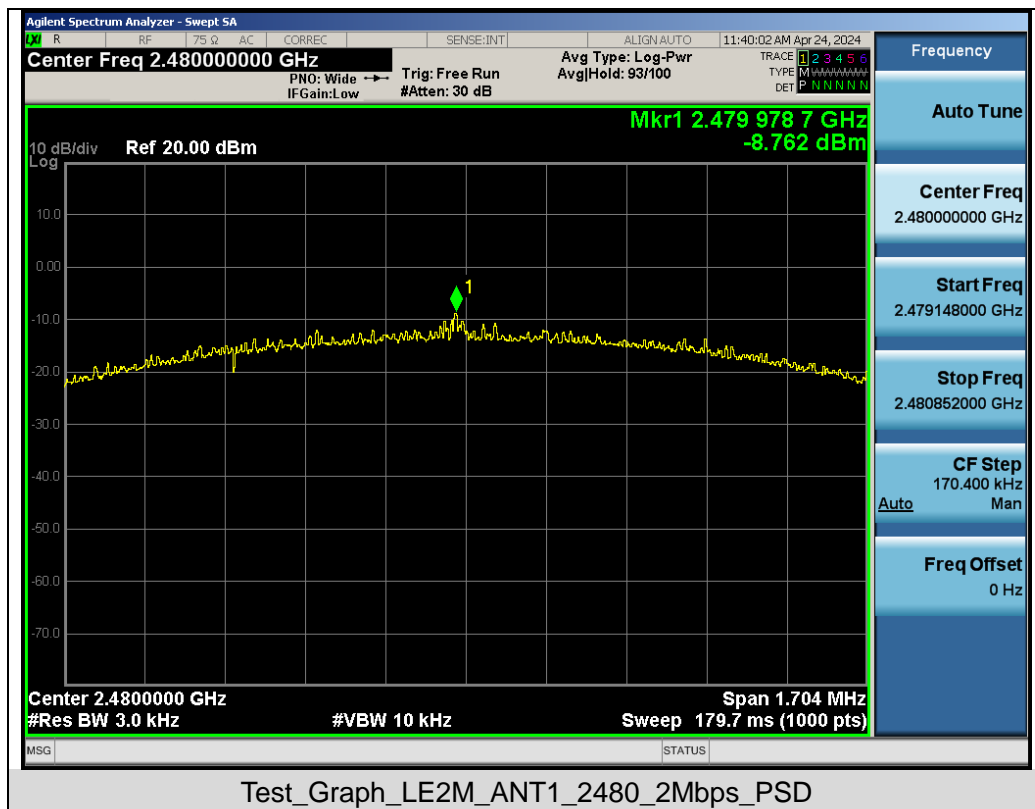 Agilent Spectrum Analyzer - Swept SA
LXI R RF 75 Ω AC CORREC SENSE:INT ALIGN AUTO 11:40:02 AM Apr 24, 2024
Center Freq 2.480000000 GHz
PNO: Wide
IFGain:Low
Trig: Free Run
#Atten: 30 dB
Avg Type: Log-Pwr
Avg|Hold: 93/100
TRACE 1 2 3 4 5 6
TYPE M
DET P N N N N N
Mkr1 2.479 978 7 GHz
-8.762 dBm
10 dB/div Ref 20.00 dBm
Log
10.0
0.00
1
-10.0
-20.0
-30.0
-40.0
-50.0
-60.0
-70.0
Center 2.4800000 GHz Span 1.704 MHz
#Res BW 3.0 kHz #VBW 10 kHz Sweep 179.7 ms (1000 pts)
MSG STATUS
Frequency
Auto Tune
Center Freq
2.480000000 GHz
Start Freq
2.479148000 GHz
Stop Freq
2.480852000 GHz
CF Step
170.400 kHz
Auto Man
Freq Offset
0 Hz
Test_Graph_LE2M_ANT1_2480_2Mbps_PSD